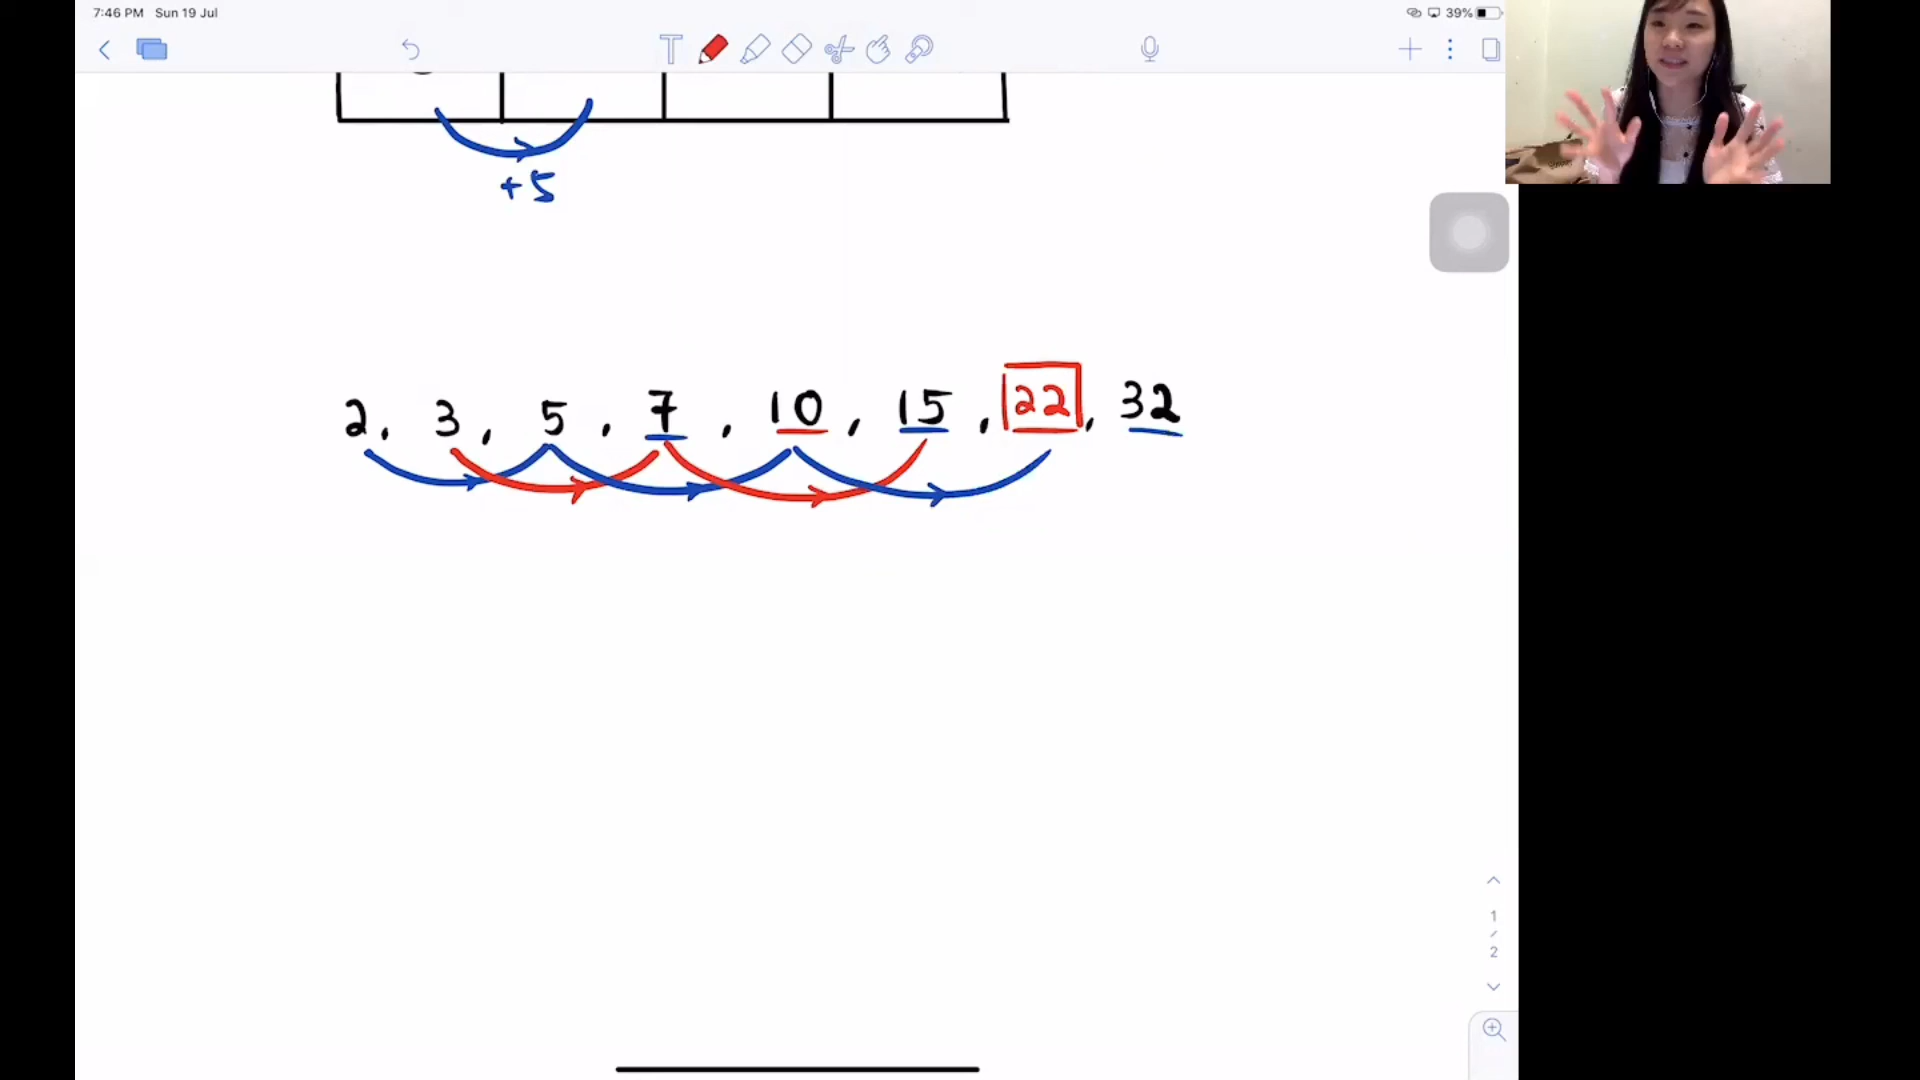 7:46 PM Sun 19 Jul
39%
T
+5
2, 3, 5, 7, 10, 15, 22, 32
1
/
2